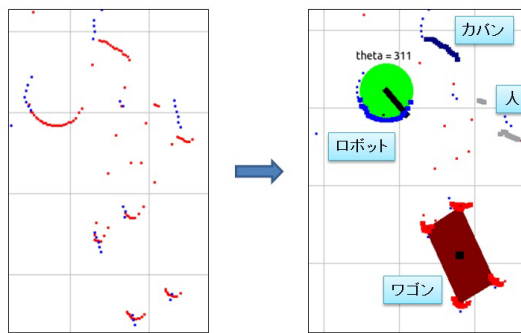 カバン
theta = 311
人
ロボット
ワゴン